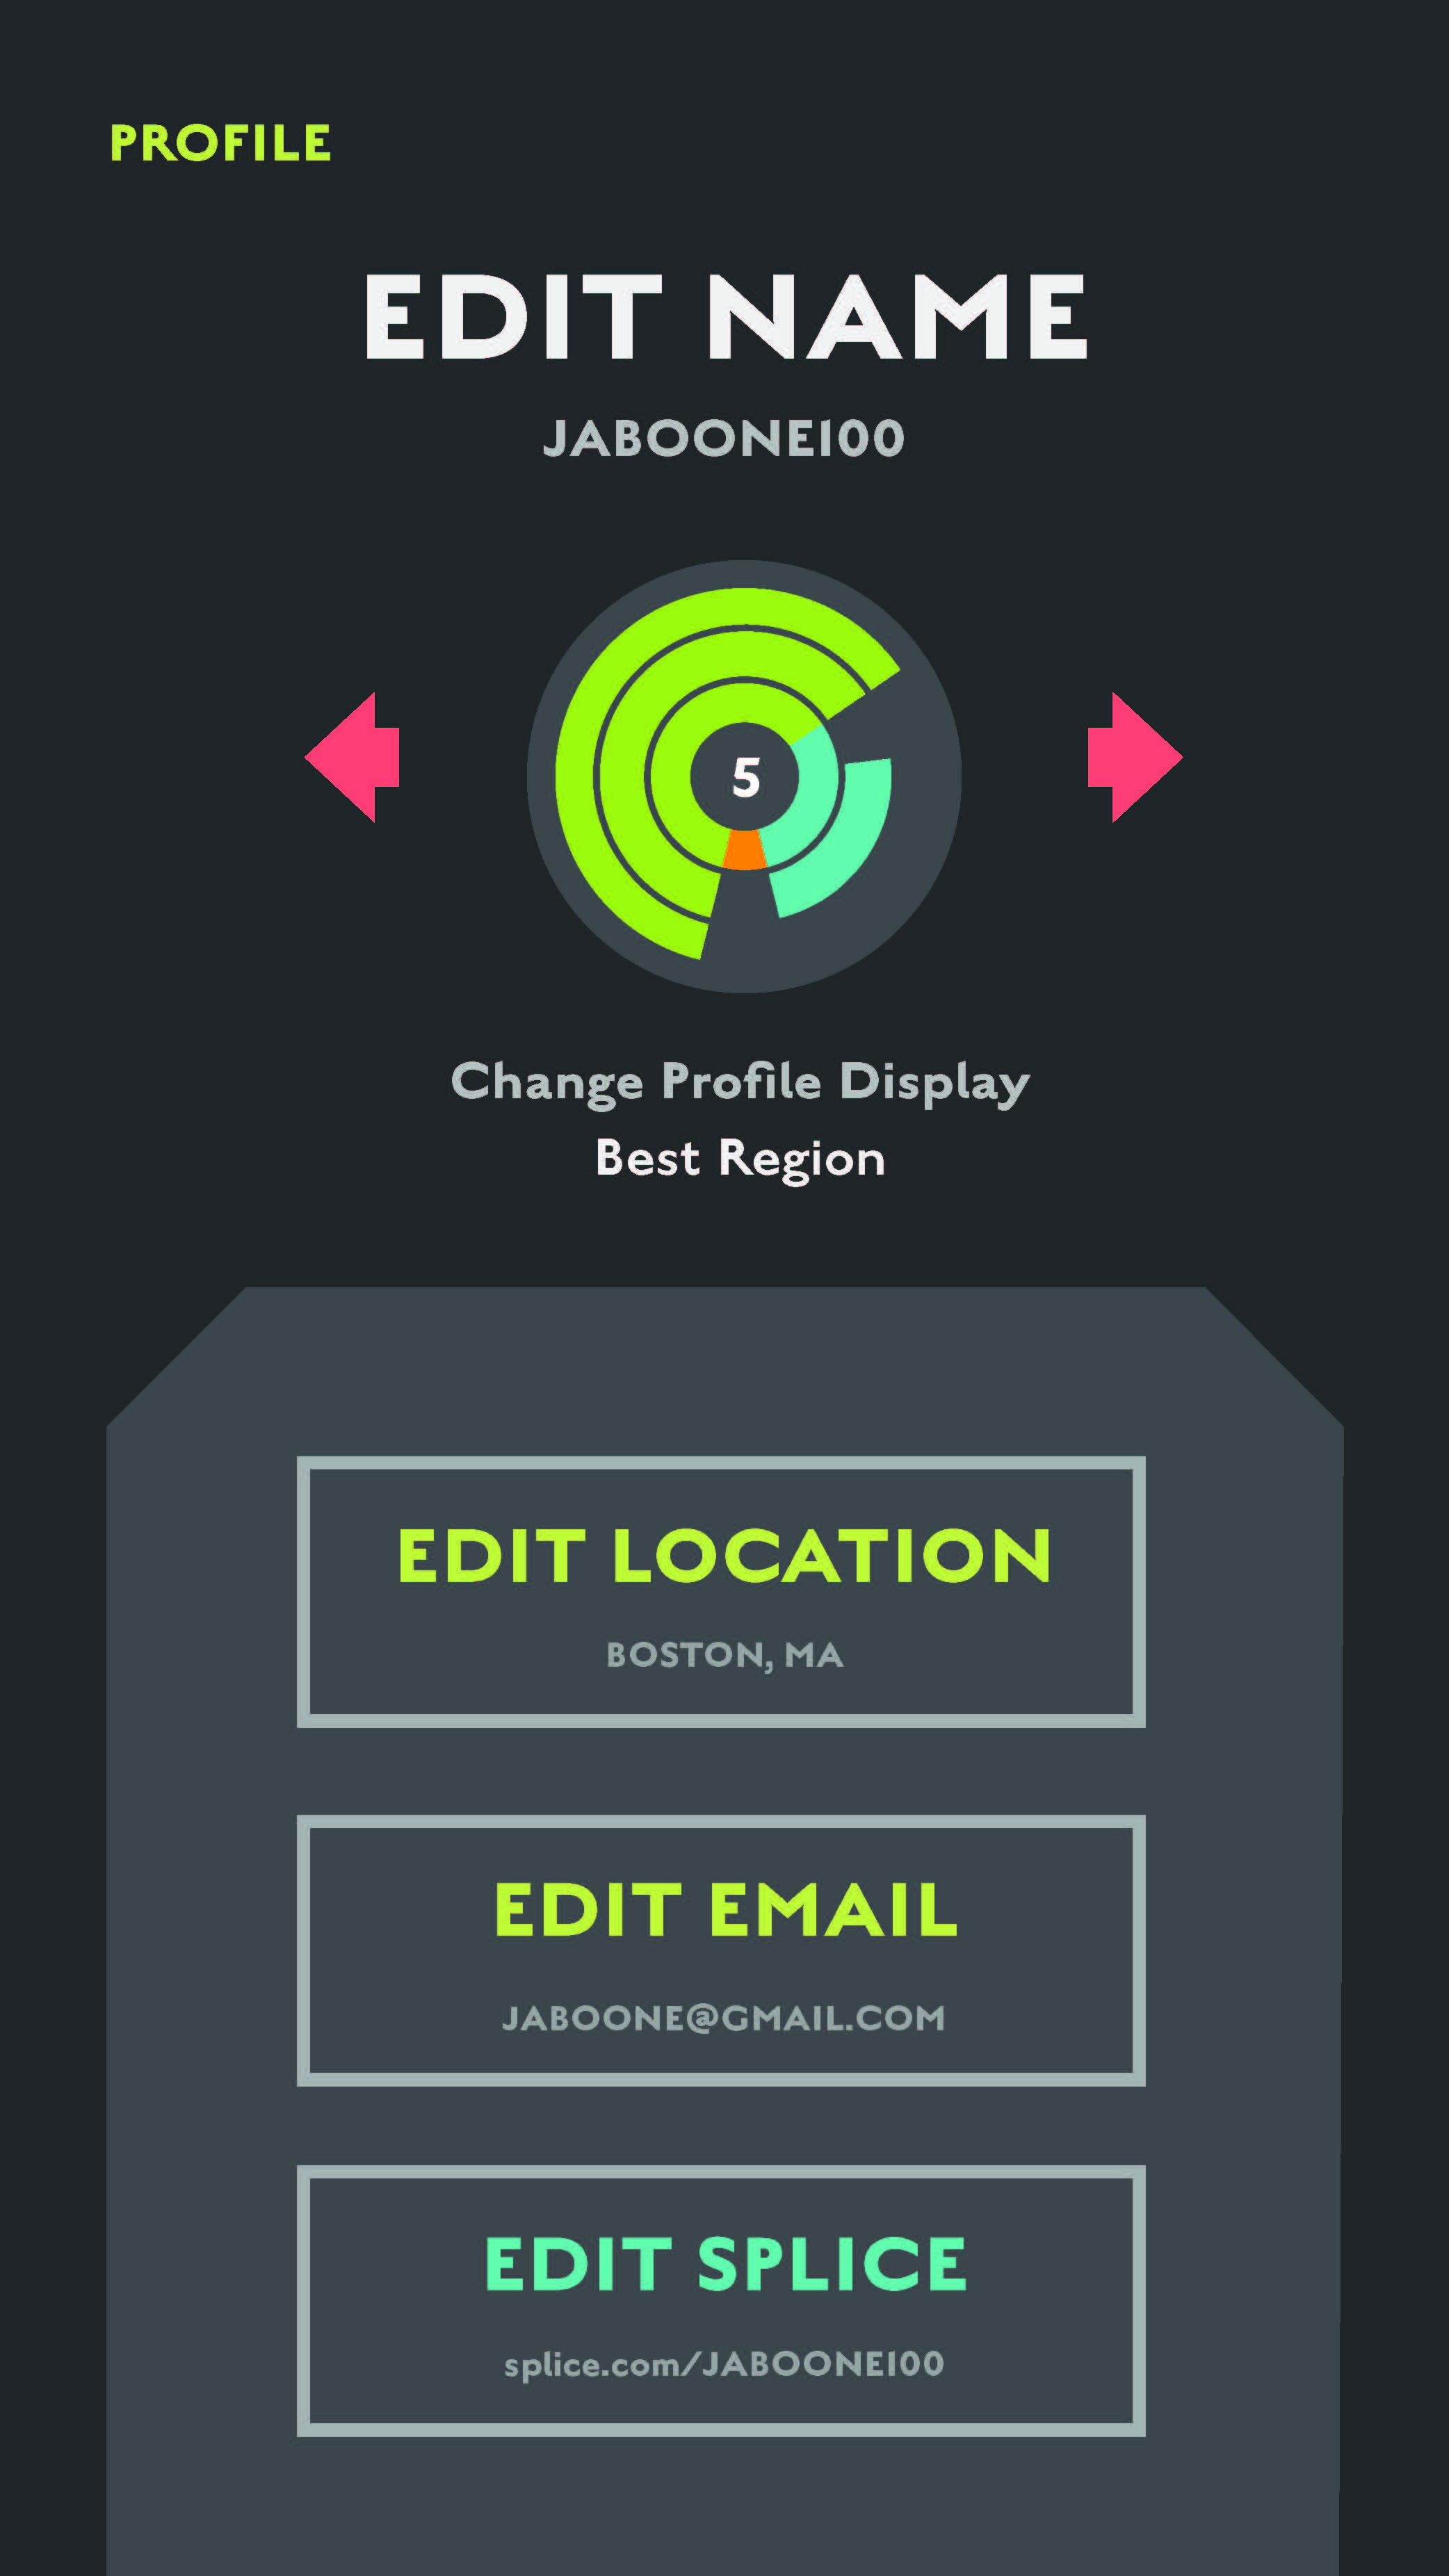 PROFILE
EDIT NAME
JABOONE100
5
Change Profile Display
Best Region
EDIT LOCATION
BOSTON, MA
EDIT EMAIL
JABOONE@GMAIL.COM
EDIT SPLICE
splice.com/JABOONE100